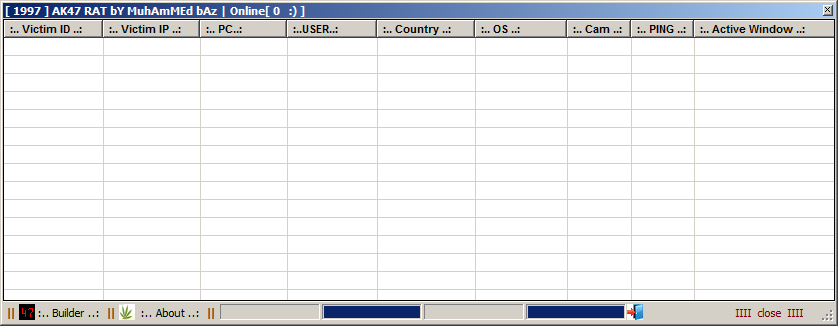 [ 1997 ] AK47 RAT bY MuhAmMEd bAz | Online[ 0 :) ]
:.. Victim ID ..: :.. Victim IP ..: :.. PC..: :..USER..: :.. Country ..: :.. OS ..: :.. Cam ..: :.. PING ..: :.. Active Window ..:
|| 47 :.. Builder ..: || :.. About ..: || IIII close IIII